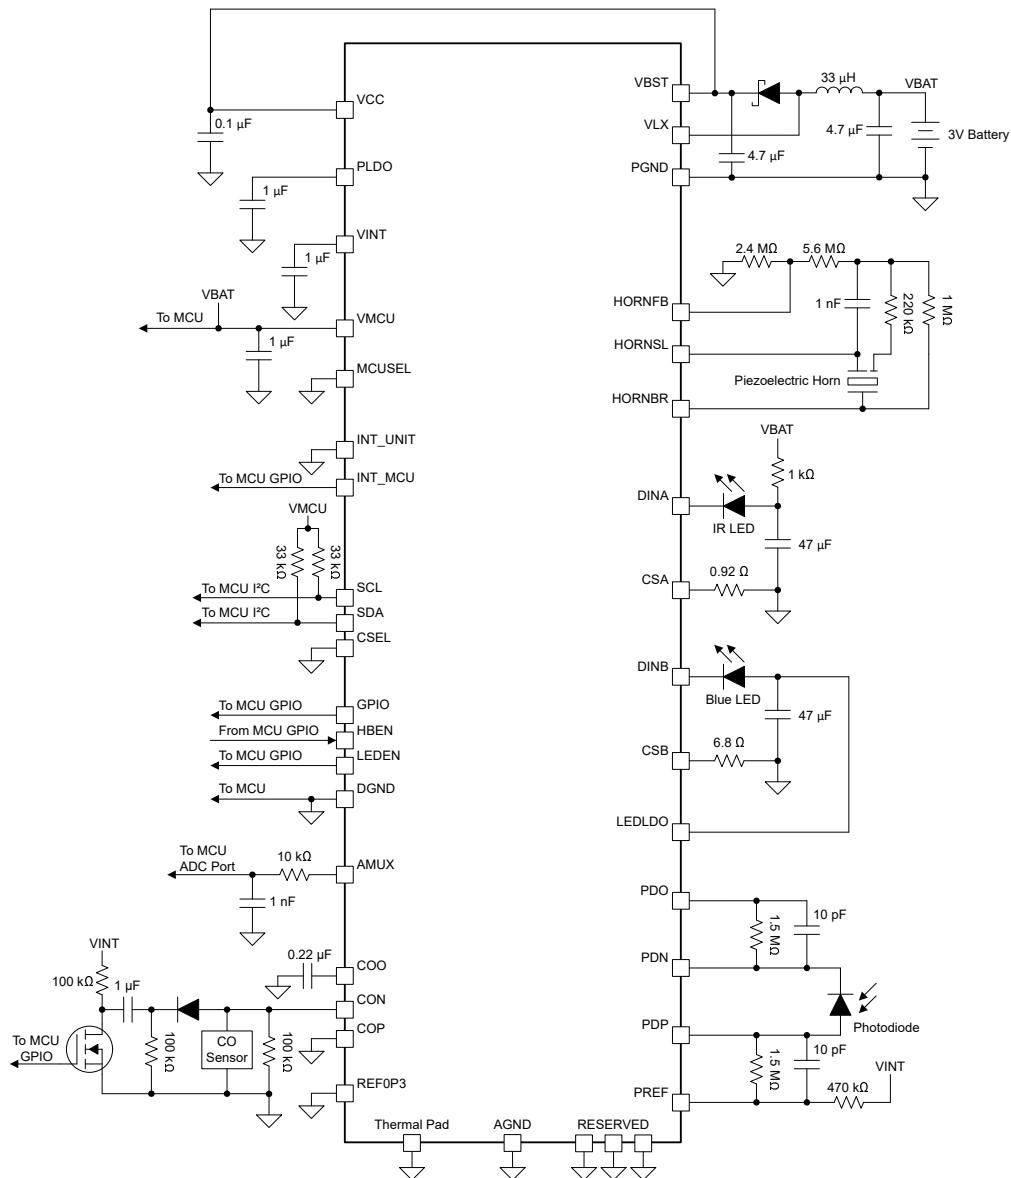 VCC
0.1 µF
PLDO
1 µF
VINT
1 µF
VBAT
To MCU
VMCU
1 µF
MCUSEL
INT_UNIT
To MCU GPIO
INT_MCU
VMCU
33 kΩ
33 kΩ
To MCU I²C
SCL
To MCU I²C
SDA
CSEL
To MCU GPIO
GPIO
From MCU GPIO
HBEN
To MCU GPIO
LEDEN
To MCU
DGND
To MCU
ADC Port
10 kΩ
AMUX
1 nF
VINT
100 kΩ
1 µF
0.22 µF
COO
CON
COP
To MCU
GPIO
100 kΩ
CO
Sensor
100 kΩ
REF0P3
Thermal Pad
AGND
RESERVED
VBST
33 µH
VBAT
VLX
4.7 µF
4.7 µF
3V Battery
PGND
2.4 MΩ
5.6 MΩ
HORNFB
1 nF
220 kΩ
1 MΩ
HORNSL
Piezoelectric Horn
HORNBR
VBAT
1 kΩ
DINA
IR LED
47 µF
CSA
0.92 Ω
DINB
Blue LED
47 µF
CSB
6.8 Ω
LEDLDO
PDO
1.5 MΩ
10 pF
PDN
Photodiode
PDP
1.5 MΩ
10 pF
VINT
PREF
470 kΩ